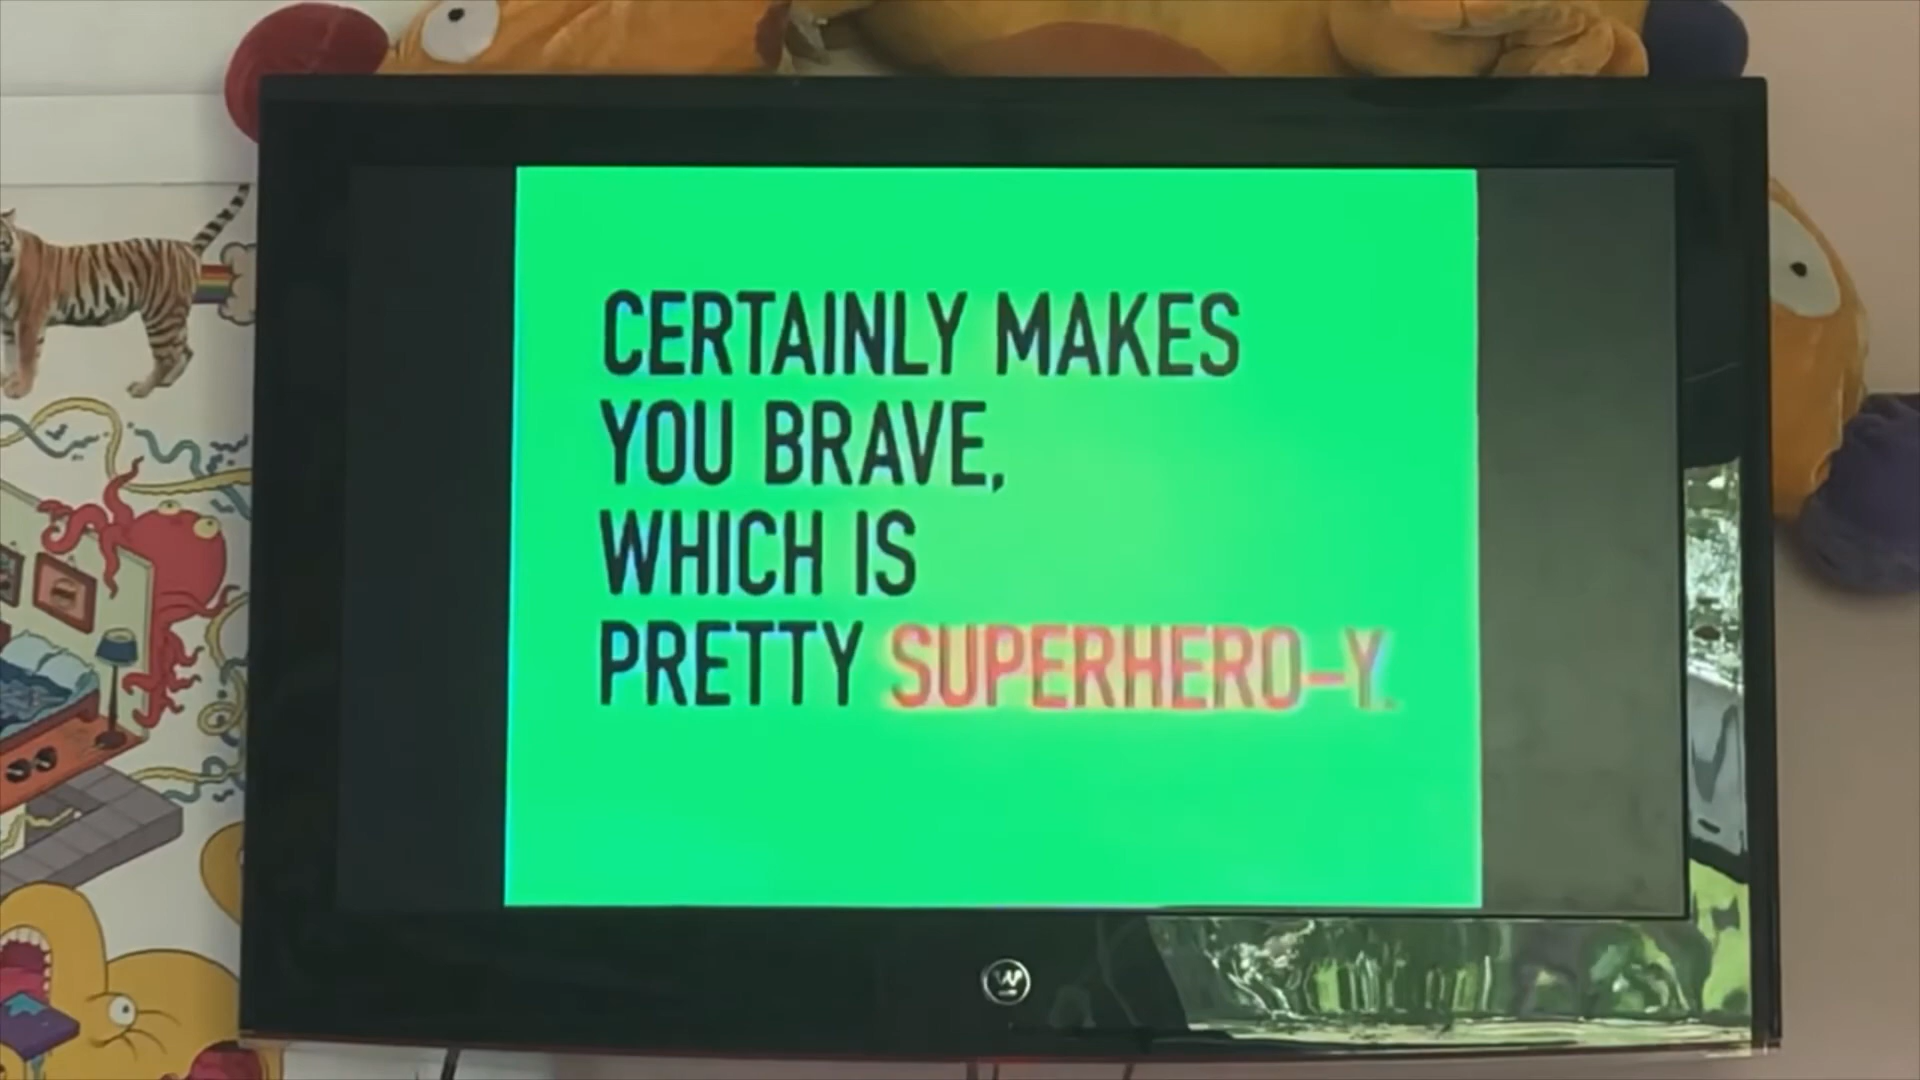 CERTAINLY MAKES
YOU BRAVE,
WHICH IS
PRETTY SUPERHERO-Y.
W